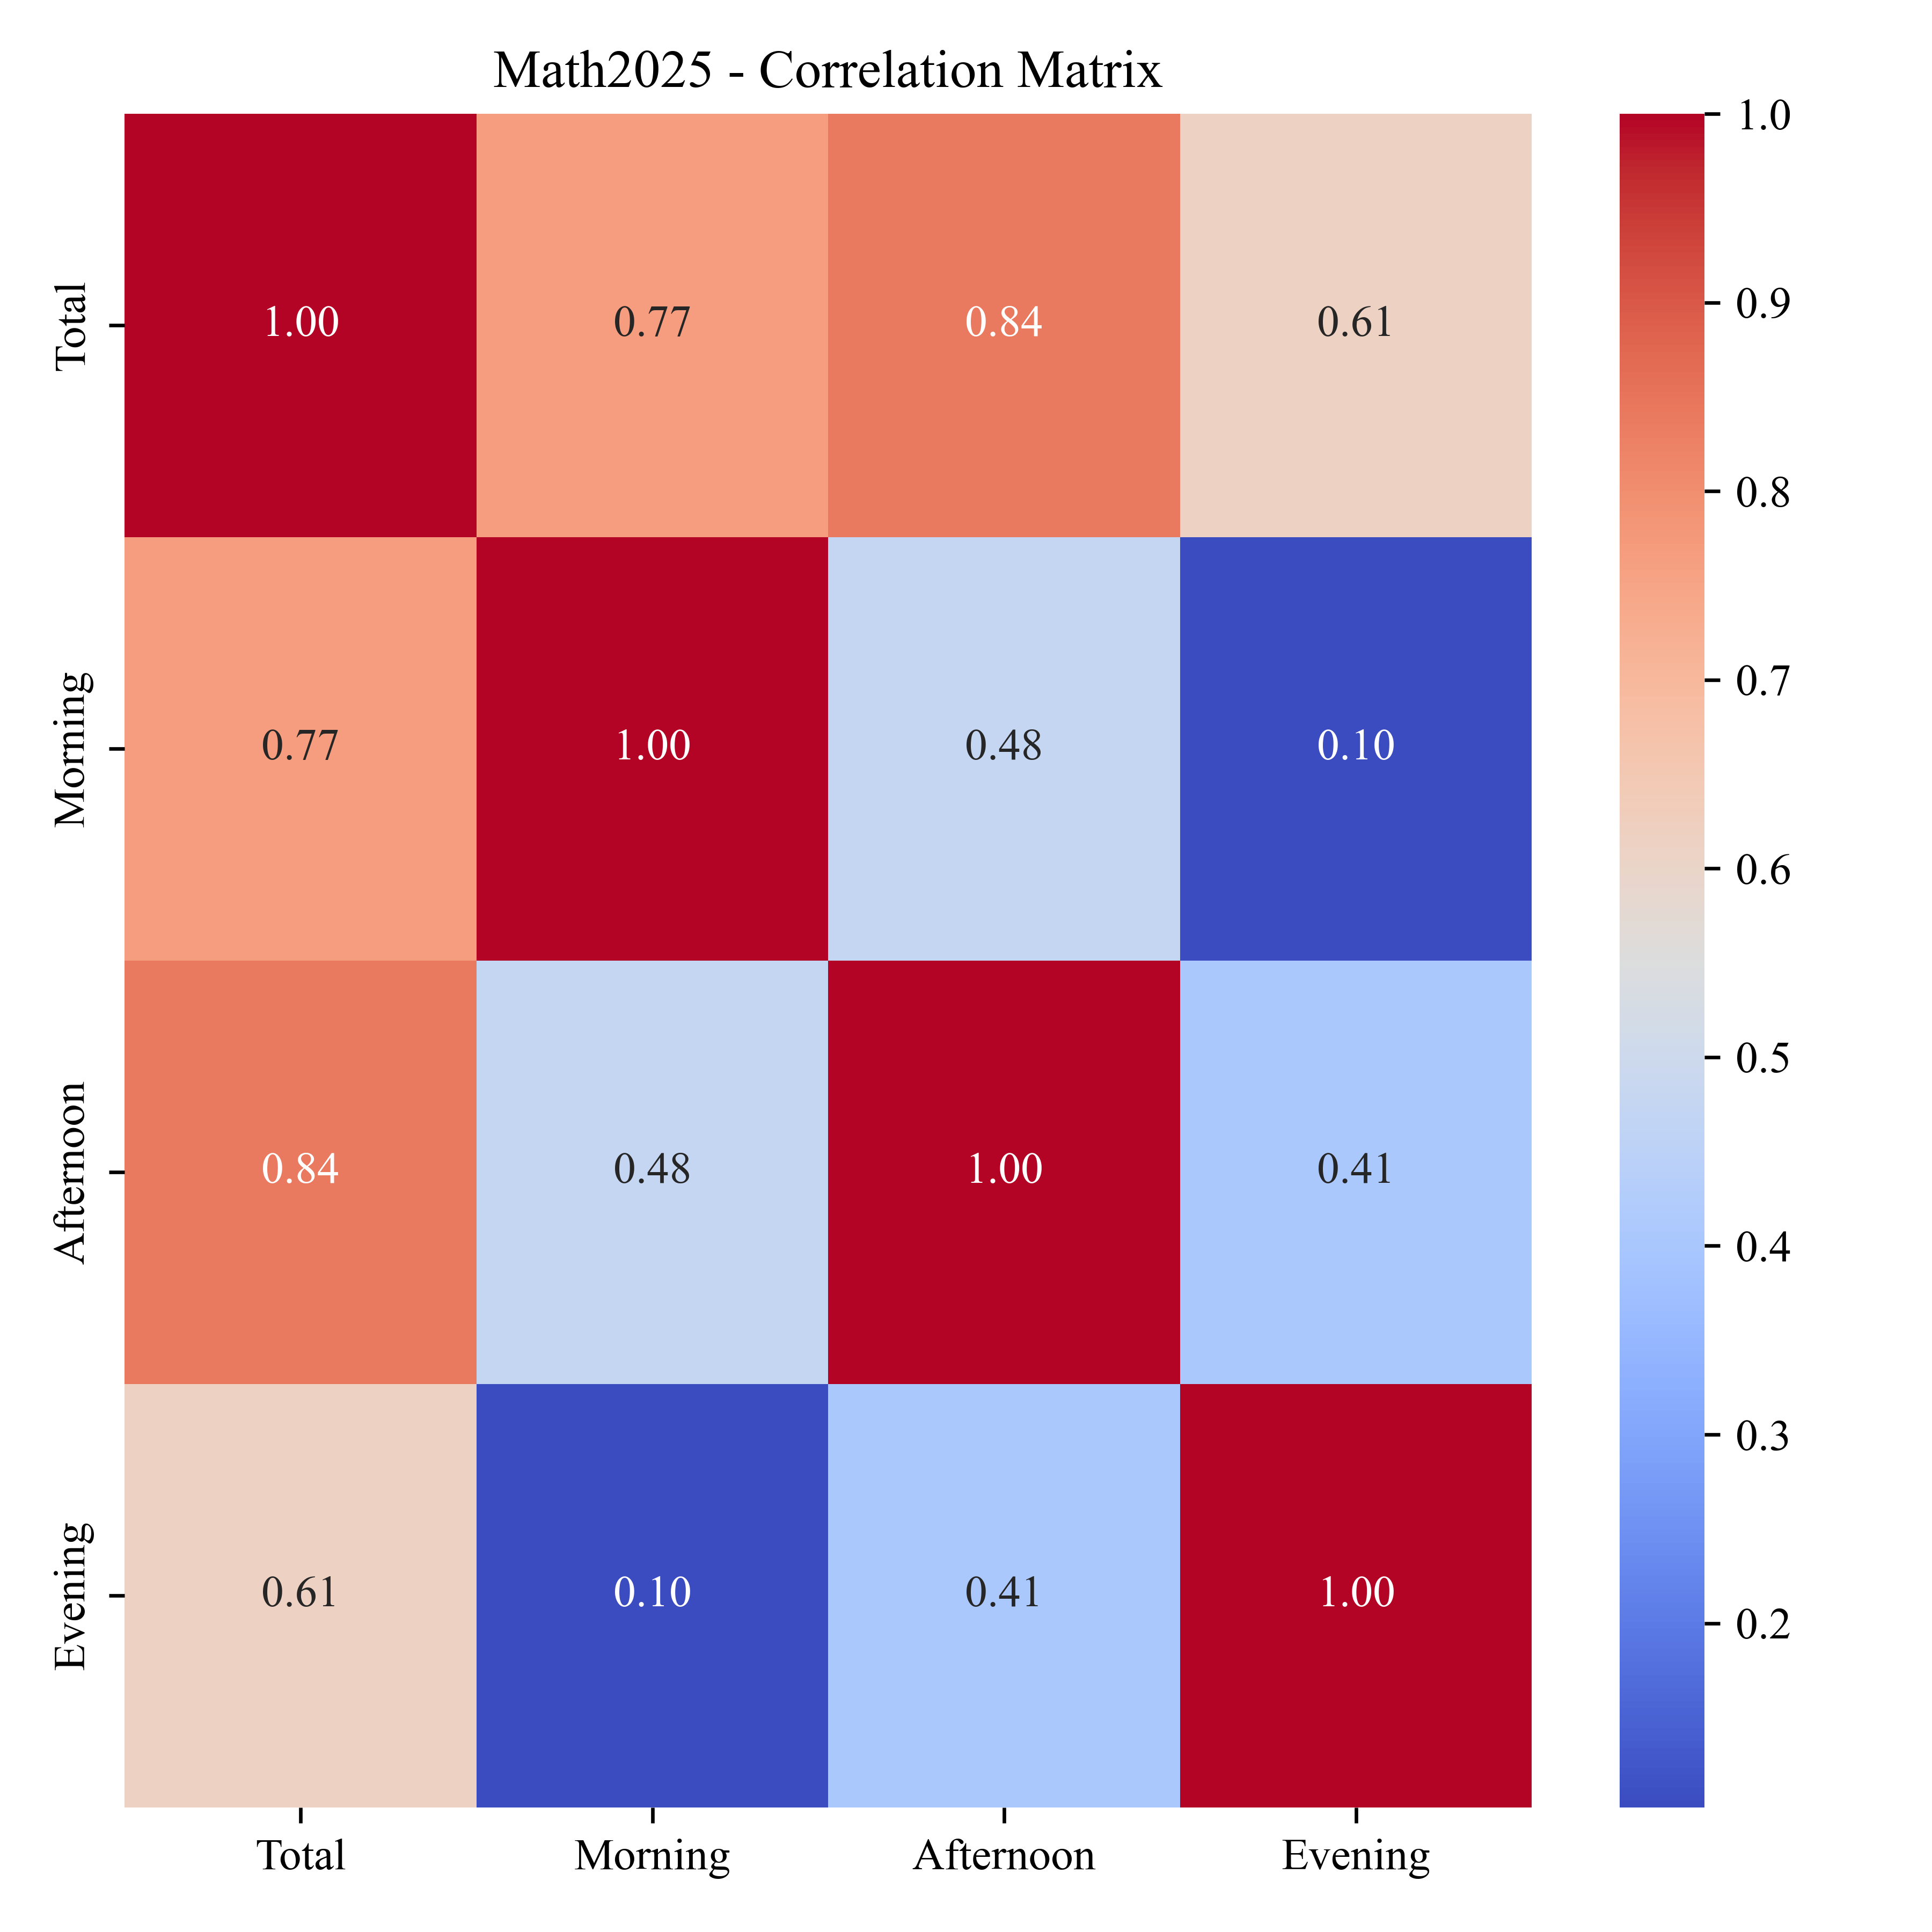 Math2025 - Correlation Matrix
Total
1.00 0.77 0.84 0.61
Morning
0.77 1.00 0.48 0.10
Afternoon
0.84 0.48 1.00 0.41
Evening
0.61 0.10 0.41 1.00
Total Morning Afternoon Evening
1.0
0.9
0.8
0.7
0.6
0.5
0.4
0.3
0.2